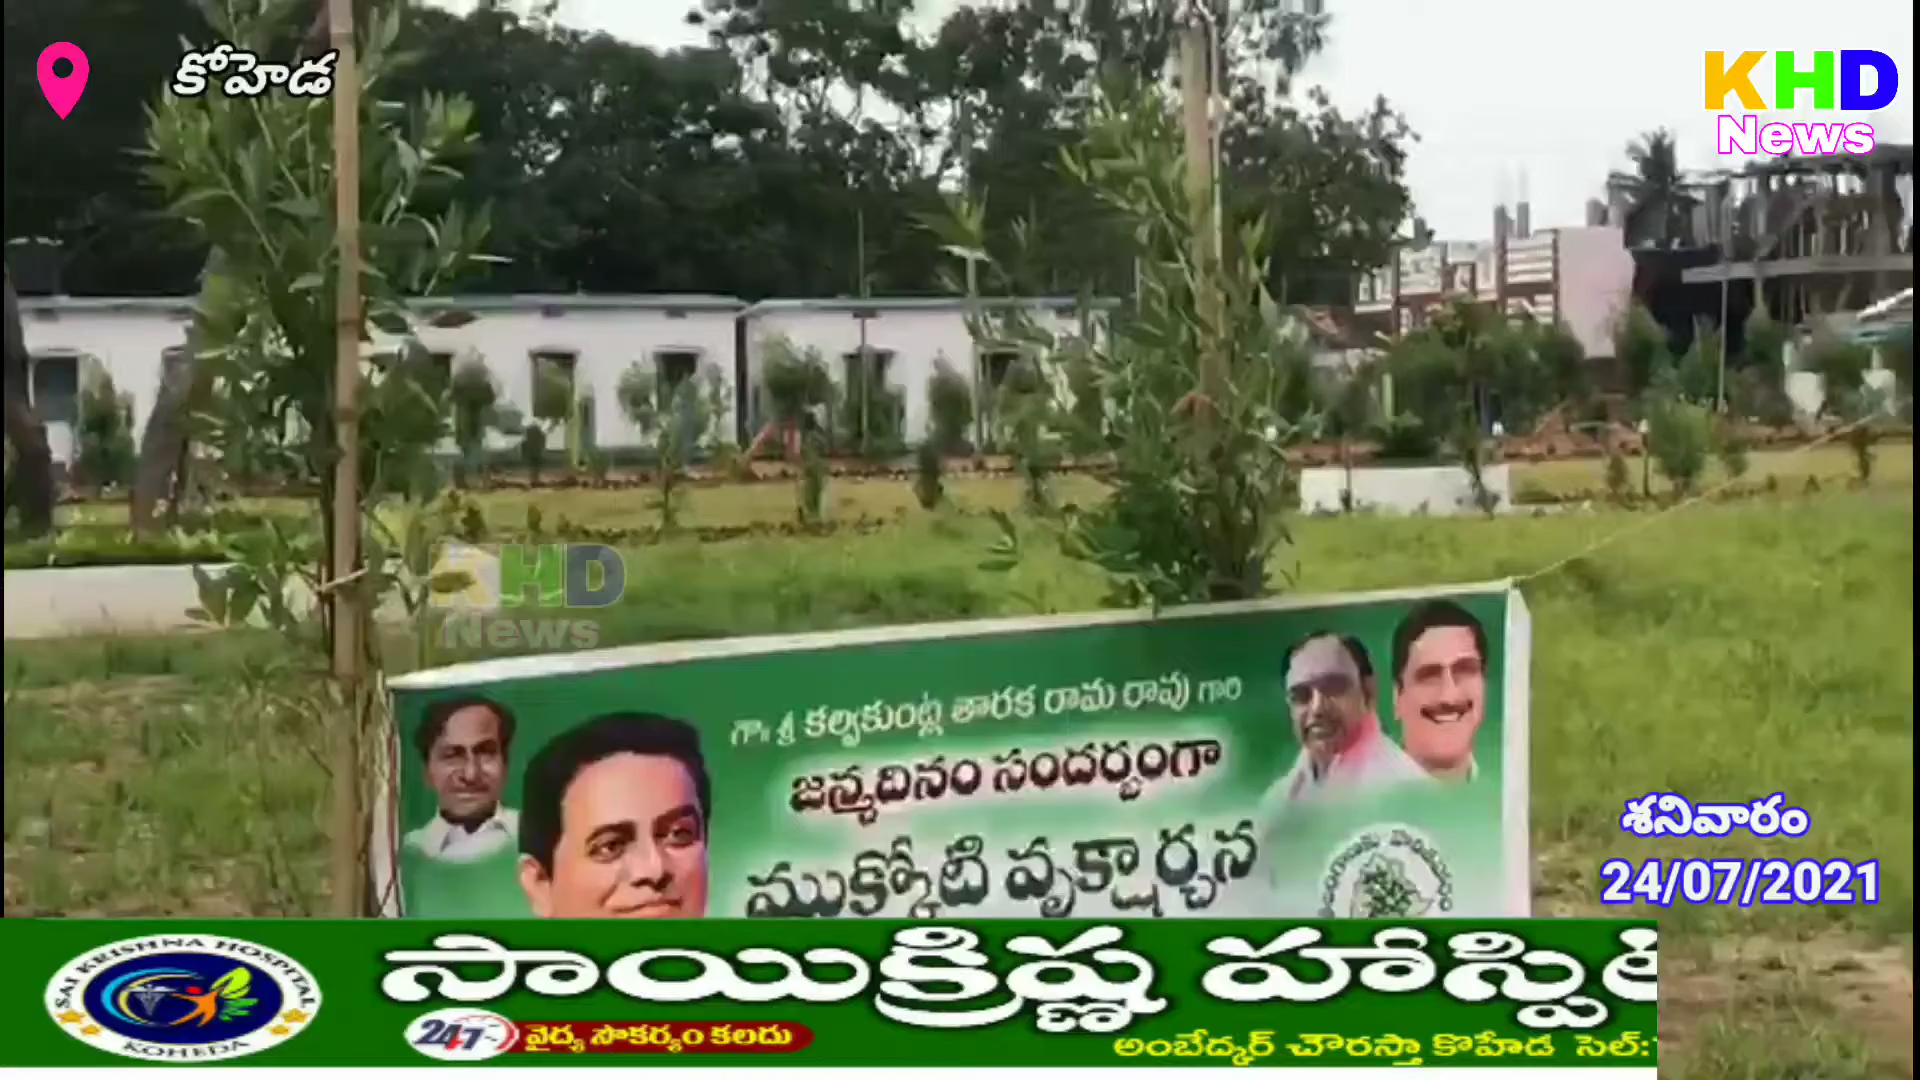 కోహెడ
KHD
News
KHD
News
గౌ॥ శ్రీ కల్వకుంట్ల తారక రామ రావు గారి
జన్మదినం సందర్భంగా
ముక్కోటి వృక్షార్చన
శనివారం
24/07/2021
SAI KRISHNA HOSPITAL
KOHEDA
సాయిక్రిష్ణ హాస్పిట
24/7 వైద్య సౌకర్యం కలదు
అంబేద్కర్ చౌరస్తా కొహేడ సెల్: